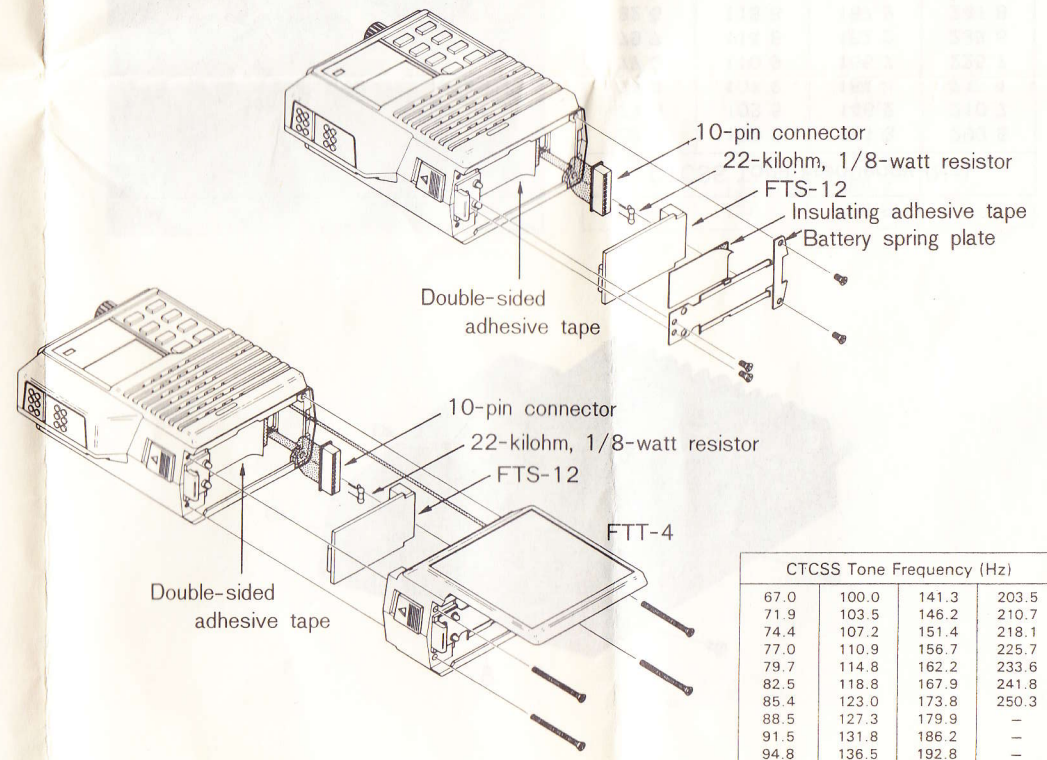 10-pin connector
22-kilohm, 1/8-watt resistor
FTS-12
Insulating adhesive tape
Battery spring plate
Double-sided
adhesive tape
10-pin connector
22-kilohm, 1/8-watt resistor
FTS-12
FTT-4
Double-sided
adhesive tape
CTCSS Tone Frequency (Hz)
67.0 100.0 141.3 203.5
71.9 103.5 146.2 210.7
74.4 107.2 151.4 218.1
77.0 110.9 156.7 225.7
79.7 114.8 162.2 233.6
82.5 118.8 167.9 241.8
85.4 123.0 173.8 250.3
88.5 127.3 179.9 –
91.5 131.8 186.2 –
94.8 136.5 192.8 –